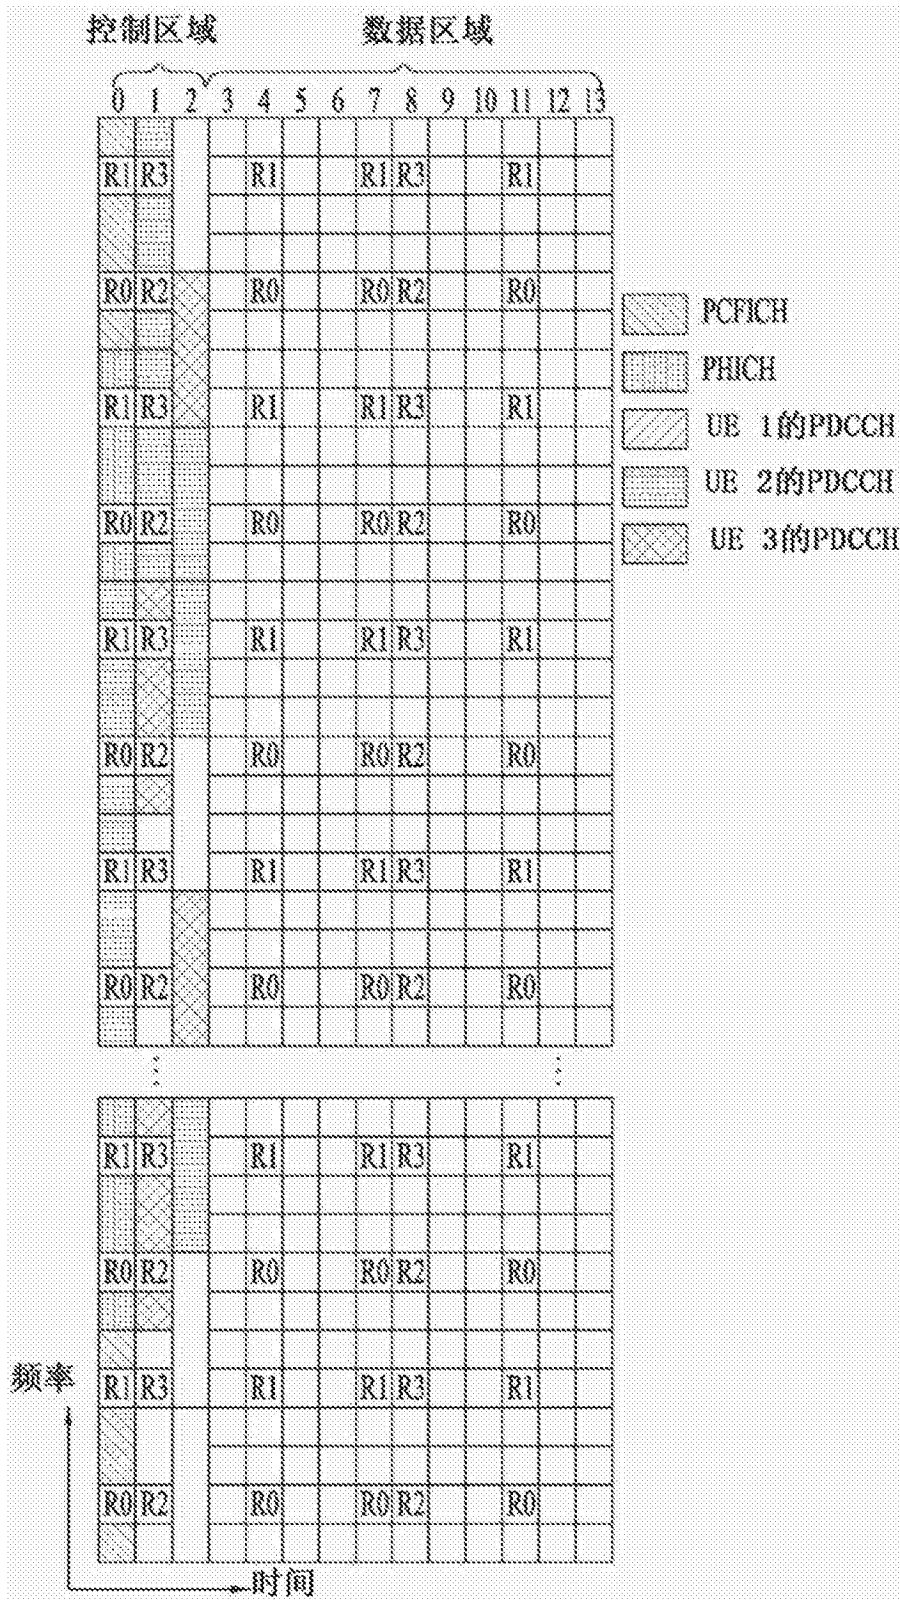 控制区域 数据区域
0 1 2 3 4 5 6 7 8 9 10 11 12 13
R1 R3 R1 R1 R3 R1
R0 R2 R0 R0 R2 R0
PCFICH
PHICH
R1 R3 R1 R1 R3 R1
UE 1的PDCCH
UE 2的PDCCH
R0 R2 R0 R0 R2 R0
UE 3的PDCCH
R1 R3 R1 R1 R3 R1
R0 R2 R0 R0 R2 R0
R1 R3 R1 R1 R3 R1
R0 R2 R0 R0 R2 R0
R1 R3 R1 R1 R3 R1
R0 R2 R0 R0 R2 R0
频率
R1 R3 R1 R1 R3 R1
R0 R2 R0 R0 R2 R0
时间